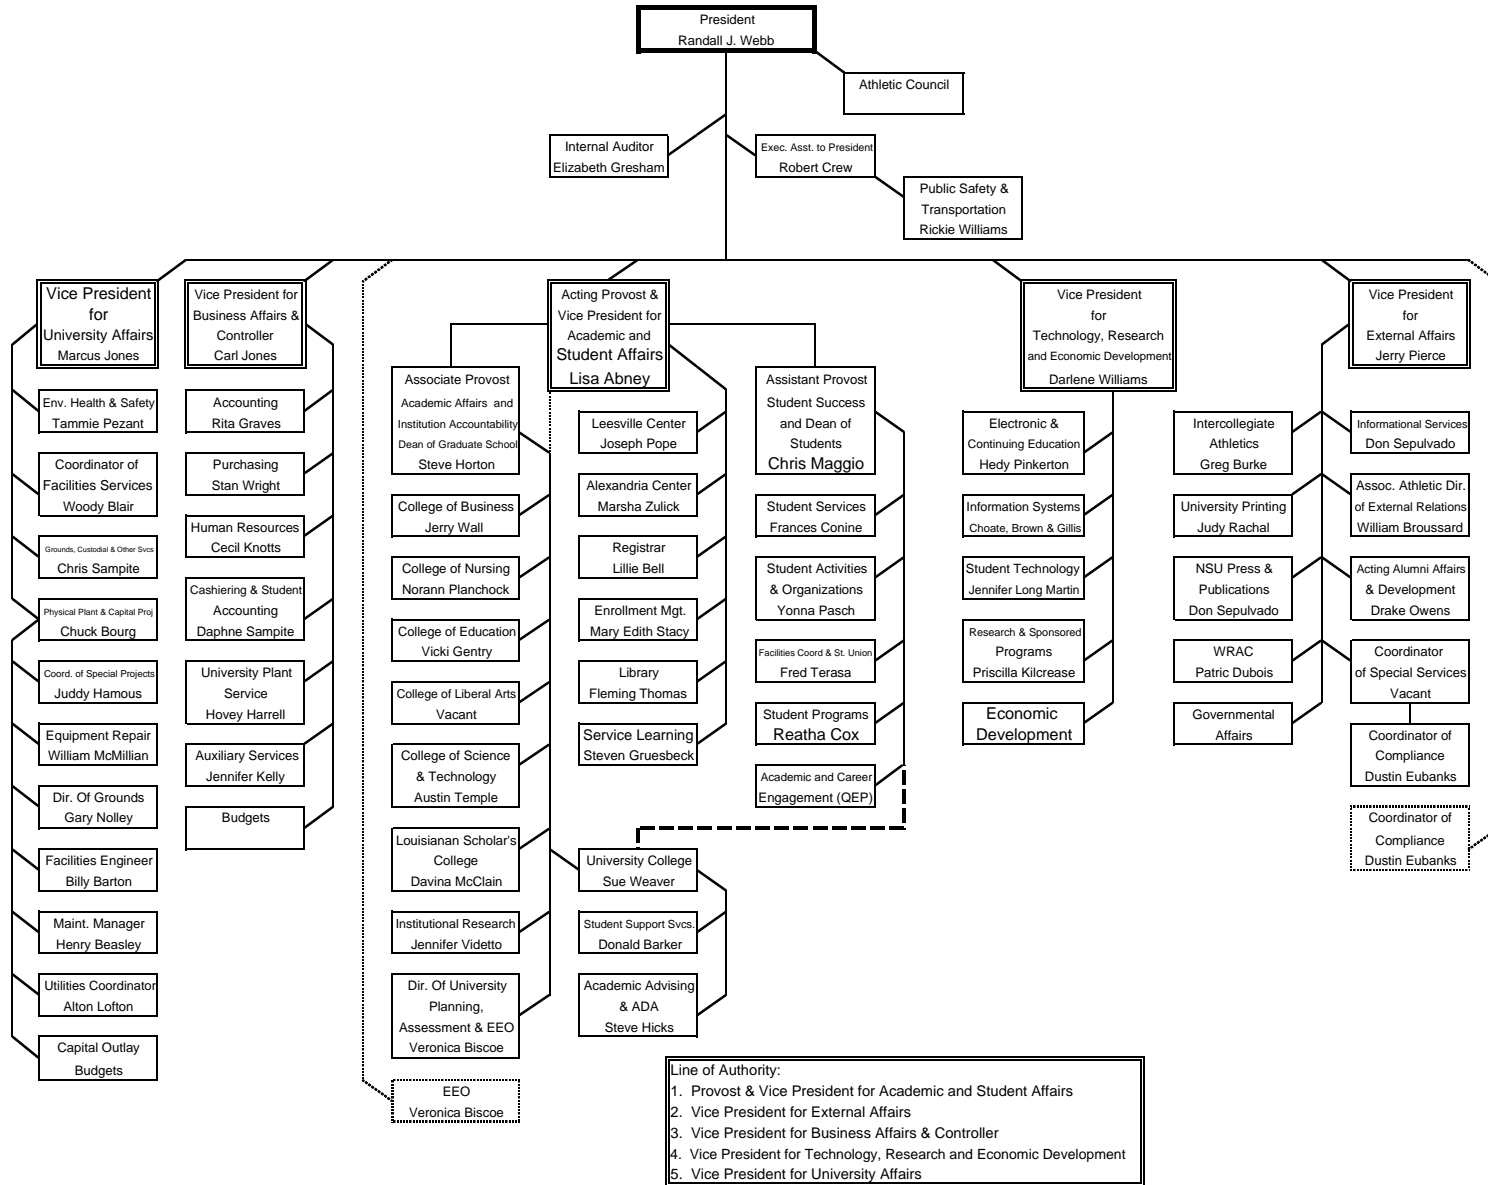 President
Randall J. Webb
Athletic Council
Internal Auditor
Elizabeth Gresham
Exec. Asst. to President
Robert Crew
Public Safety &
Transportation
Rickie Williams
Vice President
for
University Affairs
Marcus Jones
Env. Health & Safety
Tammie Pezant
Coordinator of
Facilities Services
Woody Blair
Grounds, Custodial & Other Svcs
Chris Sampite
Physical Plant & Capital Proj
Chuck Bourg
Coord. of Special Projects
Juddy Hamous
Equipment Repair
William McMillian
Dir. Of Grounds
Gary Nolley
Facilities Engineer
Billy Barton
Maint. Manager
Henry Beasley
Utilities Coordinator
Alton Lofton
Capital Outlay
Budgets
Vice President for
Business Affairs &
Controller
Carl Jones
Accounting
Rita Graves
Purchasing
Stan Wright
Human Resources
Cecil Knotts
Cashiering & Student
Accounting
Daphne Sampite
University Plant
Service
Hovey Harrell
Auxiliary Services
Jennifer Kelly
Budgets
Acting Provost &
Vice President for
Academic and
Student Affairs
Lisa Abney
Associate Provost
Academic Affairs and
Institution Accountability
Dean of Graduate School
Steve Horton
College of Business
Jerry Wall
College of Nursing
Norann Planchock
College of Education
Vicki Gentry
College of Liberal Arts
Vacant
College of Science
& Technology
Austin Temple
Louisianan Scholar's
College
Davina McClain
Institutional Research
Jennifer Videtto
Dir. Of University
Planning,
Assessment & EEO
Veronica Biscoe
EEO
Veronica Biscoe
Leesville Center
Joseph Pope
Alexandria Center
Marsha Zulick
Registrar
Lillie Bell
Enrollment Mgt.
Mary Edith Stacy
Library
Fleming Thomas
Service Learning
Steven Gruesbeck
University College
Sue Weaver
Student Support Svcs.
Donald Barker
Academic Advising
& ADA
Steve Hicks
Assistant Provost
Student Success
and Dean of
Students
Chris Maggio
Student Services
Frances Conine
Student Activities
& Organizations
Yonna Pasch
Facilities Coord & St. Union
Fred Terasa
Student Programs
Reatha Cox
Academic and Career
Engagement (QEP)
Vice President
for
Technology, Research
and Economic Development
Darlene Williams
Electronic &
Continuing Education
Hedy Pinkerton
Information Systems
Choate, Brown & Gillis
Student Technology
Jennifer Long Martin
Research & Sponsored
Programs
Priscilla Kilcrease
Economic
Development
Vice President
for
External Affairs
Jerry Pierce
Intercollegiate
Athletics
Greg Burke
University Printing
Judy Rachal
NSU Press &
Publications
Don Sepulvado
WRAC
Patric Dubois
Governmental
Affairs
Informational Services
Don Sepulvado
Assoc. Athletic Dir.
of External Relations
William Broussard
Acting Alumni Affairs
& Development
Drake Owens
Coordinator
of Special Services
Vacant
Coordinator of
Compliance
Dustin Eubanks
Coordinator of
Compliance
Dustin Eubanks
Line of Authority:
1. Provost & Vice President for Academic and Student Affairs
2. Vice President for External Affairs
3. Vice President for Business Affairs & Controller
4. Vice President for Technology, Research and Economic Development
5. Vice President for University Affairs